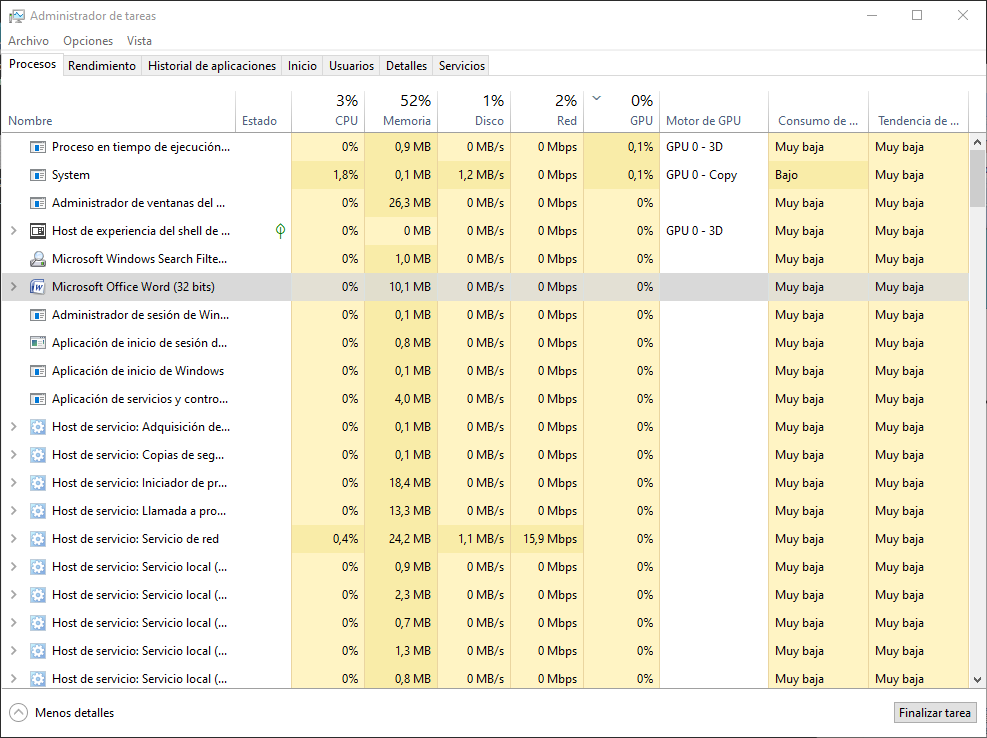 Administrador de tareas
Archivo Opciones Vista
Procesos Rendimiento Historial de aplicaciones Inicio Usuarios Detalles Servicios
3% 52% 1% 2% 0%
Nombre Estado CPU Memoria Disco Red GPU Motor de GPU Consumo de ... Tendencia de ...
Proceso en tiempo de ejecución... 0% 0,9 MB 0 MB/s 0 Mbps 0,1% GPU 0 - 3D Muy baja Muy baja
System 1,8% 0,1 MB 1,2 MB/s 0 Mbps 0,1% GPU 0 - Copy Bajo Muy baja
Administrador de ventanas del ... 0% 26,3 MB 0 MB/s 0 Mbps 0% Muy baja Muy baja
Host de experiencia del shell de ... 0% 0 MB 0 MB/s 0 Mbps 0% GPU 0 - 3D Muy baja Muy baja
Microsoft Windows Search Filte... 0% 1,0 MB 0 MB/s 0 Mbps 0% Muy baja Muy baja
Microsoft Office Word (32 bits) 0% 10,1 MB 0 MB/s 0 Mbps 0% Muy baja Muy baja
Administrador de sesión de Win... 0% 0,1 MB 0 MB/s 0 Mbps 0% Muy baja Muy baja
Aplicación de inicio de sesión d... 0% 0,8 MB 0 MB/s 0 Mbps 0% Muy baja Muy baja
Aplicación de inicio de Windows 0% 0,1 MB 0 MB/s 0 Mbps 0% Muy baja Muy baja
Aplicación de servicios y contro... 0% 4,0 MB 0 MB/s 0 Mbps 0% Muy baja Muy baja
Host de servicio: Adquisición de... 0% 0,1 MB 0 MB/s 0 Mbps 0% Muy baja Muy baja
Host de servicio: Copias de seg... 0% 0,1 MB 0 MB/s 0 Mbps 0% Muy baja Muy baja
Host de servicio: Iniciador de pr... 0% 18,4 MB 0 MB/s 0 Mbps 0% Muy baja Muy baja
Host de servicio: Llamada a pro... 0% 13,3 MB 0 MB/s 0 Mbps 0% Muy baja Muy baja
Host de servicio: Servicio de red 0,4% 24,2 MB 1,1 MB/s 15,9 Mbps 0% Muy baja Muy baja
Host de servicio: Servicio local (... 0% 0,9 MB 0 MB/s 0 Mbps 0% Muy baja Muy baja
Host de servicio: Servicio local (... 0% 2,3 MB 0 MB/s 0 Mbps 0% Muy baja Muy baja
Host de servicio: Servicio local (... 0% 0,7 MB 0 MB/s 0 Mbps 0% Muy baja Muy baja
Host de servicio: Servicio local (... 0% 1,3 MB 0 MB/s 0 Mbps 0% Muy baja Muy baja
Host de servicio: Servicio local (... 0% 0,8 MB 0 MB/s 0 Mbps 0% Muy baja Muy baja
Menos detalles Finalizar tarea